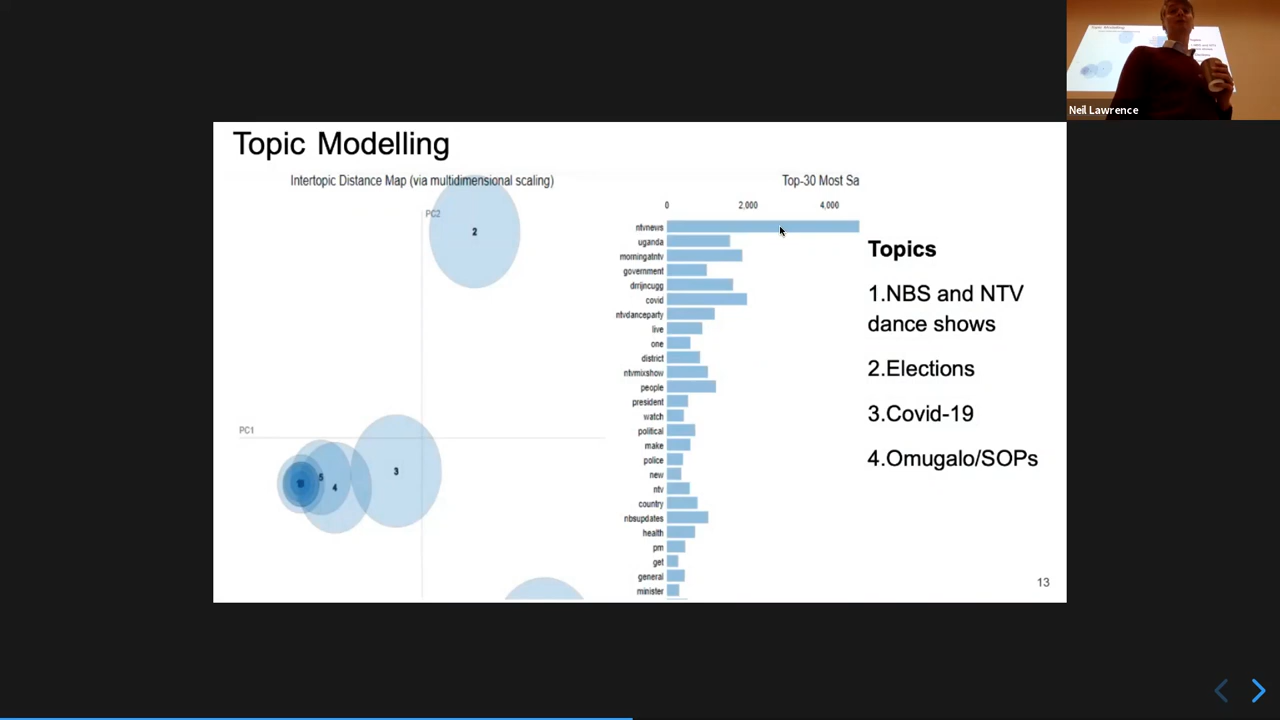 Neil Lawrence
Topic Modelling
Intertopic Distance Map (via multidimensional scaling)
PC2
2
PC1
3
5
4
Top-30 Most Sa
0 2,000 4,000
ntvnews
uganda
morningatntv
government
drrijncugg
covid
ntvdanceparty
live
one
district
ntvmixshow
people
president
watch
political
make
police
new
ntv
country
nbsupdates
health
pm
get
general
minister
Topics
1.NBS and NTV
dance shows
2.Elections
3.Covid-19
4.Omugalo/SOPs
13